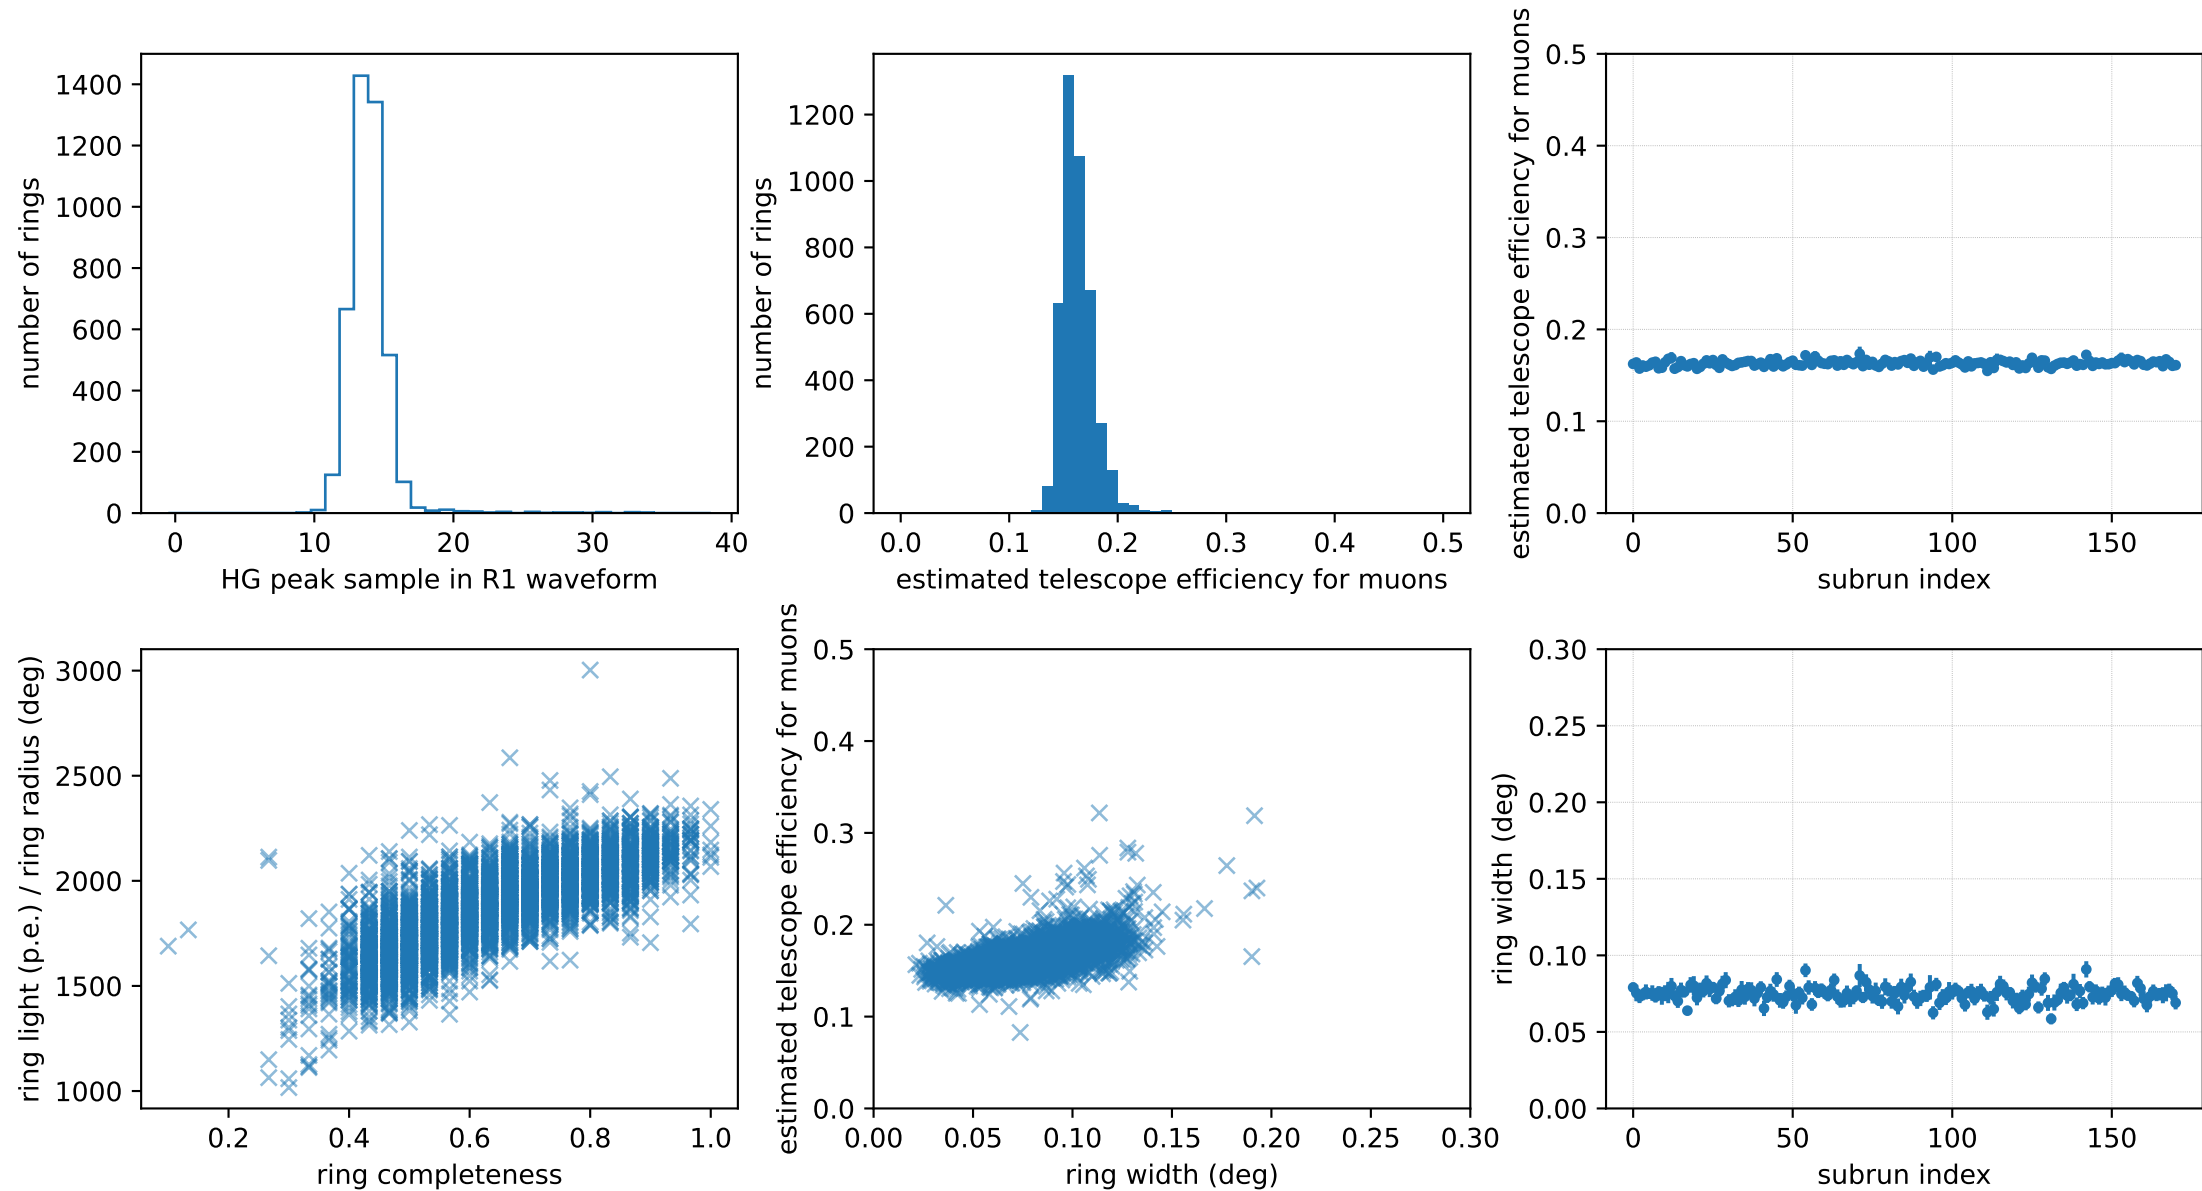 number of rings
1400
1200
1000
800
600
400
200
0
0 10 20 30 40
HG peak sample in R1 waveform
number of rings
1200
1000
800
600
400
200
0
0.0 0.1 0.2 0.3 0.4 0.5
estimated telescope efficiency for muons
estimated telescope efficiency for muons
0.5
0.4
0.3
0.2
0.1
0.0
0 50 100 150
subrun index
ring light (p.e.) / ring radius (deg)
3000
2500
2000
1500
1000
0.2 0.4 0.6 0.8 1.0
ring completeness
estimated telescope efficiency for muons
0.5
0.4
0.3
0.2
0.1
0.0
0.00 0.05 0.10 0.15 0.20 0.25 0.30
ring width (deg)
ring width (deg)
0.30
0.25
0.20
0.15
0.10
0.05
0.00
0 50 100 150
subrun index